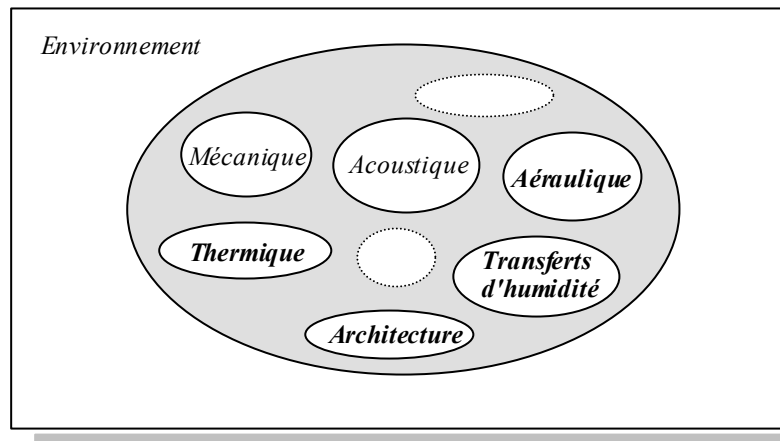 Environnement
Mécanique
Acoustique
Aéraulique
Thermique
Transferts
d'humidité
Architecture